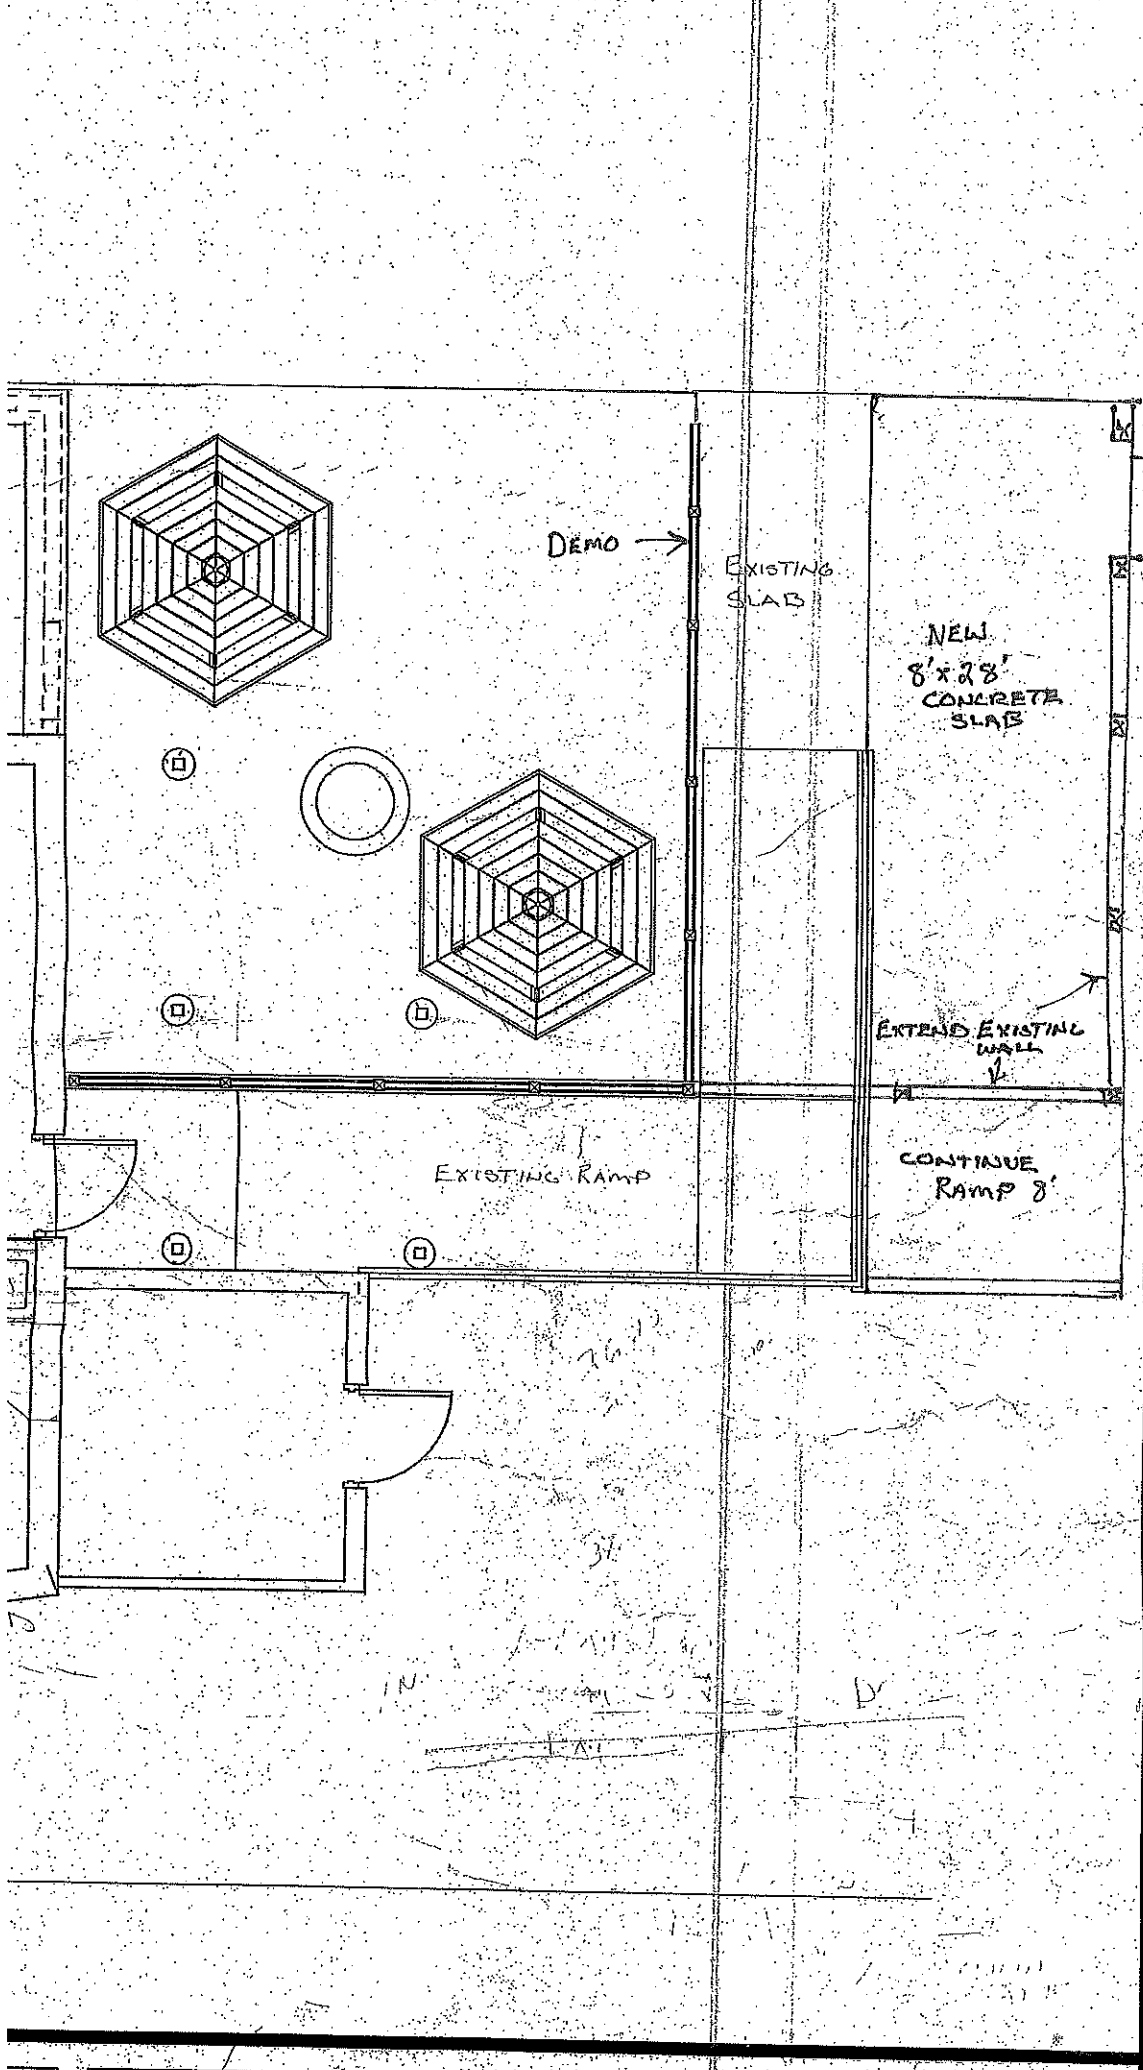 DEMO
EXISTING
SLAB
NEW
8'x28'
CONCRETE
SLAB
EXTEND EXISTING
WALL
EXISTING RAMP
CONTINUE
RAMP 8'